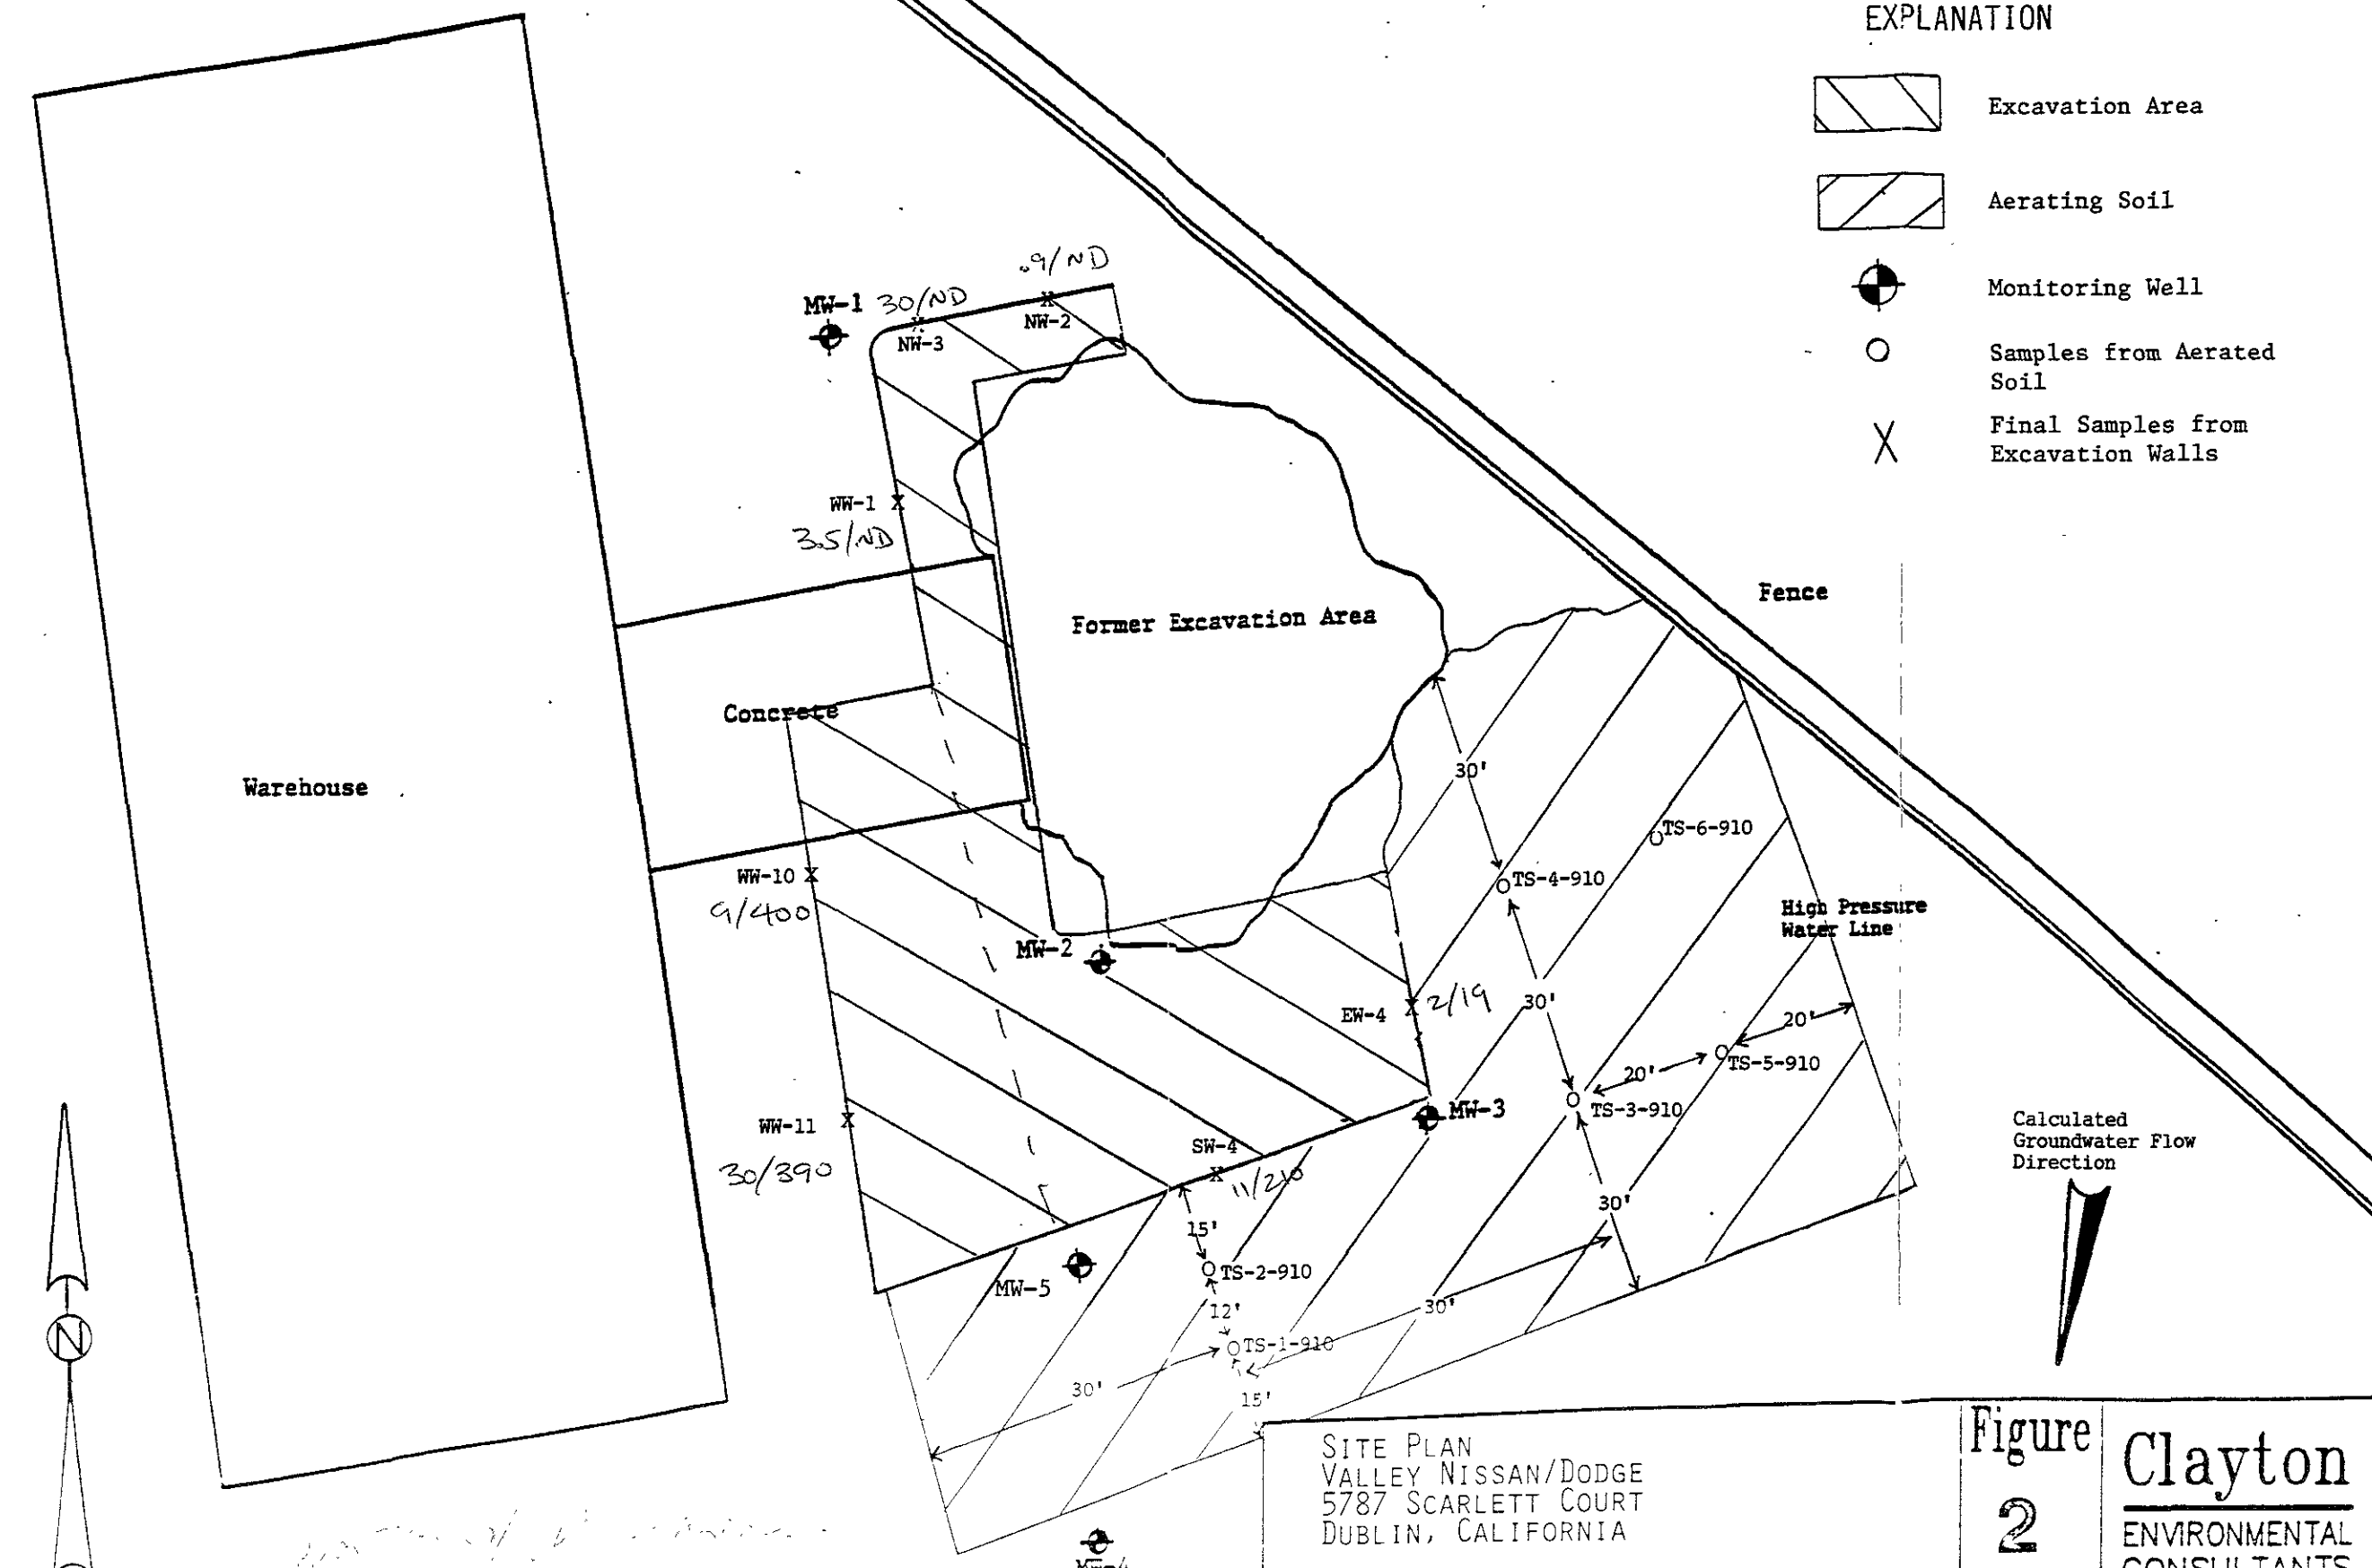 EXPLANATION
Excavation Area
Aerating Soil
Monitoring Well
Samples from Aerated
Soil
Final Samples from
Excavation Walls
.9/ND
MW-1 30/ND
NW-2
NW-3
WW-1
3.5/ND
Former Excavation Area
Fence
Concrete
Warehouse
30'
TS-6-910
WW-10
TS-4-910
9/400
High Pressure
Water Line
MW-2
EW-4 2/19
30'
20'
TS-5-910
20'
WW-11
MW-3
TS-3-910
SW-4
30/390
11/210
Calculated
Groundwater Flow
Direction
30'
15'
TS-2-910
MW-5
12'
30'
TS-1-910
N
30'
15'
SITE PLAN
VALLEY NISSAN/DODGE
5787 SCARLETT COURT
DUBLIN, CALIFORNIA
Figure
2
Clayton
ENVIRONMENTAL
CONSULTANTS
MW-4